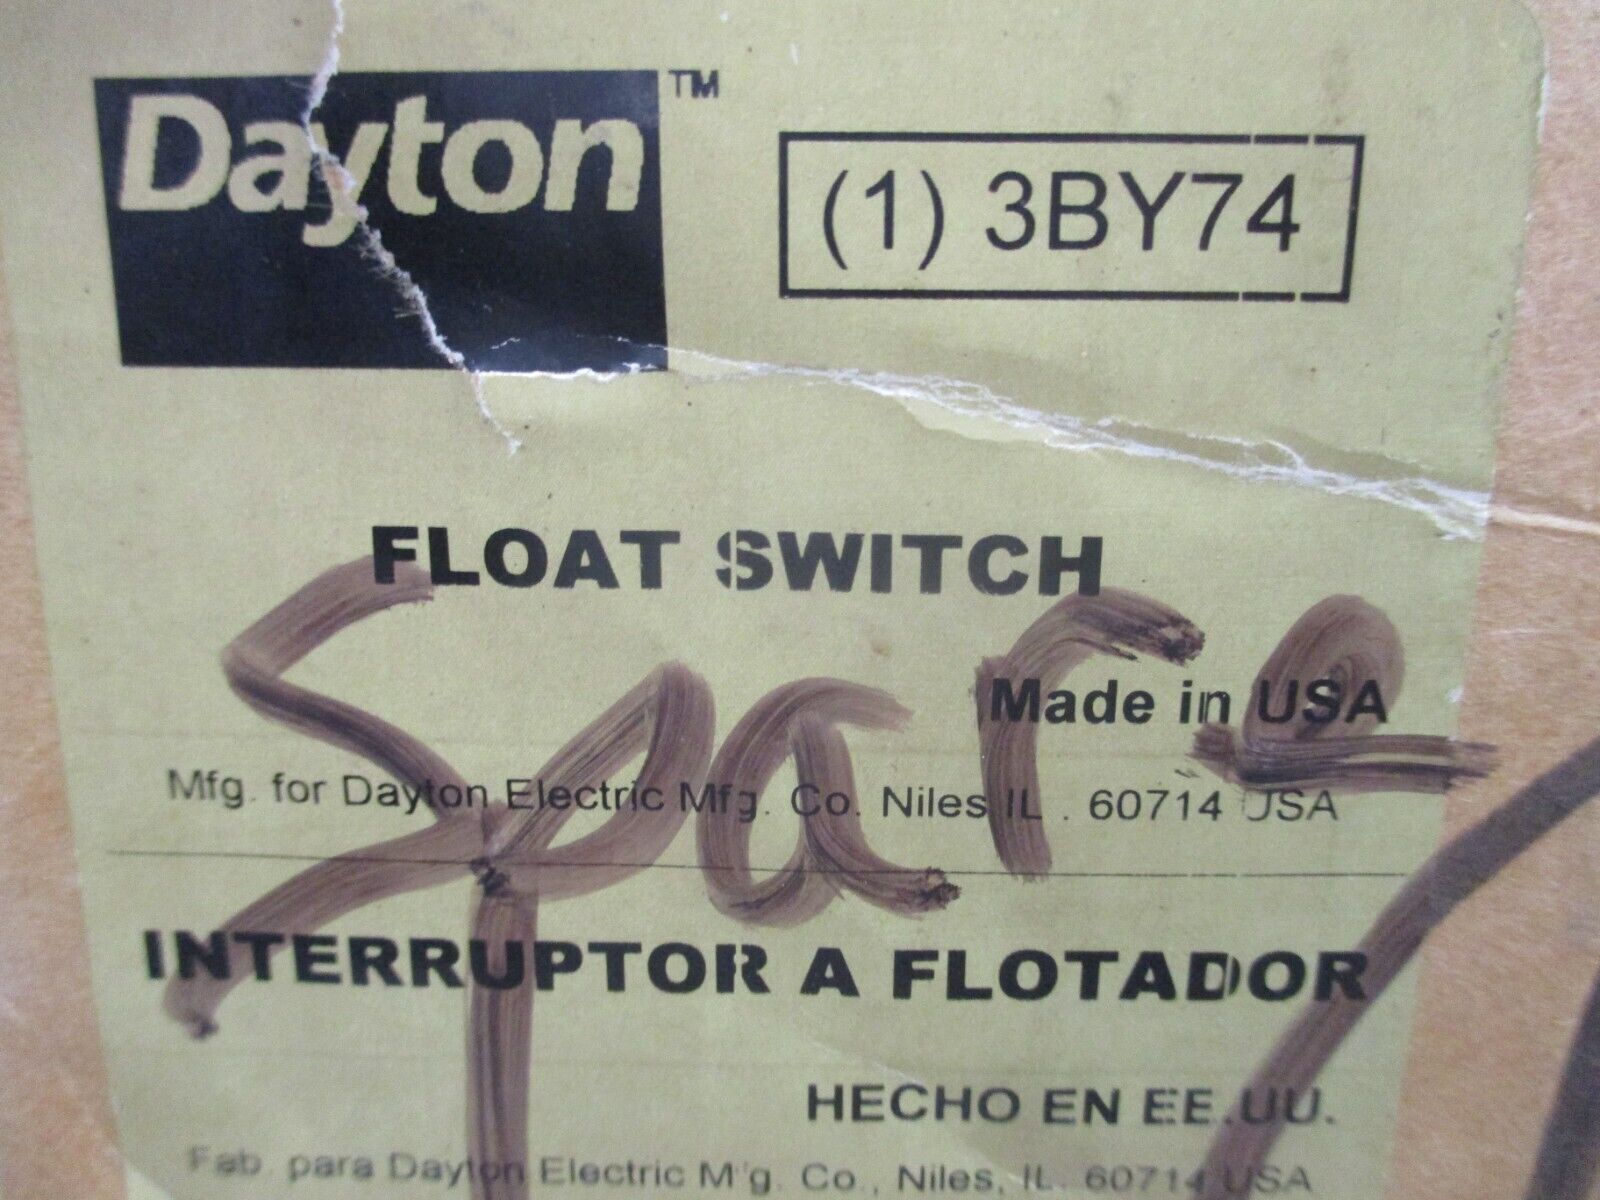 Dayton™
(1) 3BY74
FLOAT SWITCH
Spare
Made in USA
Mfg. for Dayton Electric Mfg. Co. Niles IL . 60714 USA
INTERRUPTOR A FLOTADOR
HECHO EN EE.UU.
Fab. para Dayton Electric Mfg. Co., Niles, IL. 60714 USA